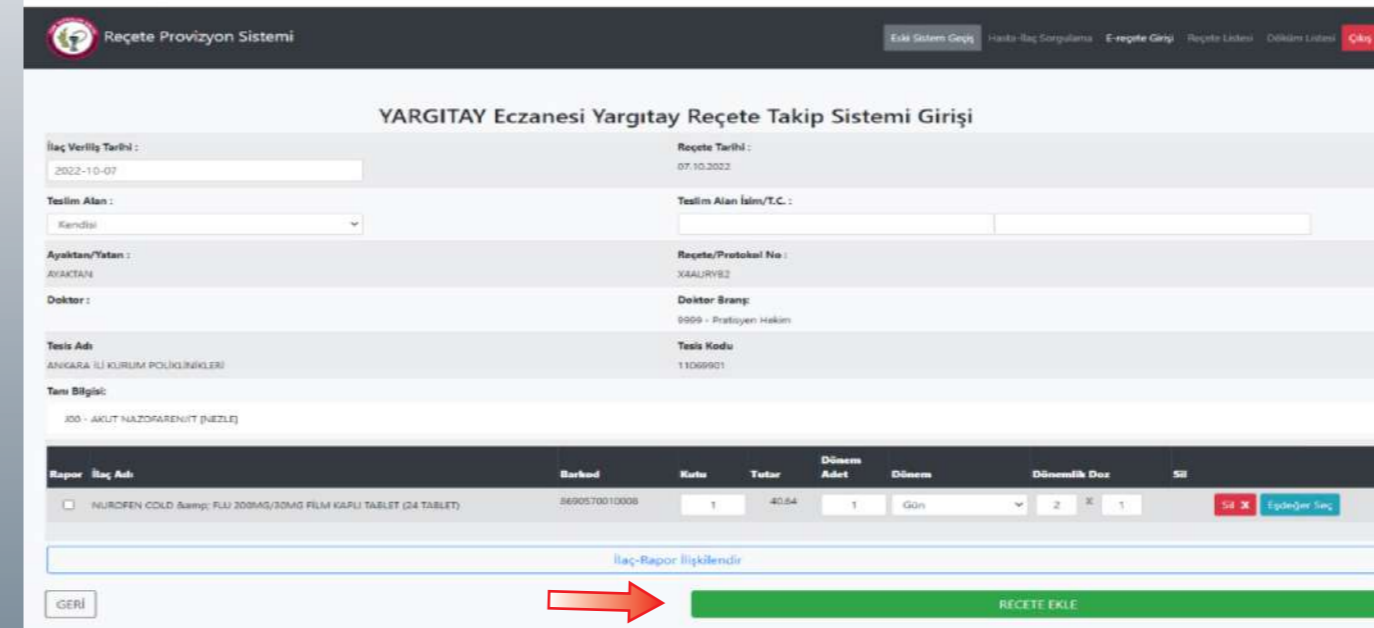 Reçete Provizyon Sistemi
Eski Sistem Geçiş Hasta-İlaç Sorgulama E-reçete Girişi Reçete Listesi Döküm Listesi Çıkış
YARGITAY Eczanesi Yargıtay Reçete Takip Sistemi Girişi
İlaç Veriliş Tarihi : Reçete Tarihi :
2022-10-07 07.10.2022
Teslim Alan : Teslim Alan İsim/T.C. :
Kendisi
Ayaktan/Yatan : Reçete/Protokol No :
AYAKTAN X4AURYB2
Doktor : Doktor Branş:
9999 - Pratisyen Hekim
Tesis Adı Tesis Kodu
ANKARA İLİ KURUM POLİKLİNİKLERİ 11069901
Tanı Bilgisi:
J00 - AKUT NAZOFARENJİT [NEZLE]
Rapor İlaç Adı Barkod Kutu Tutar Dönem Adet Dönem Dönemlik Doz Sil
NUROFEN COLD &amp; FLU 200MG/30MG FILM KAPLI TABLET (24 TABLET) 8690570010008 1 40.64 1 Gün 2 X 1 Sil X Eşdeğer Seç
İlaç-Rapor İlişkilendir
GERİ RECETE EKLE